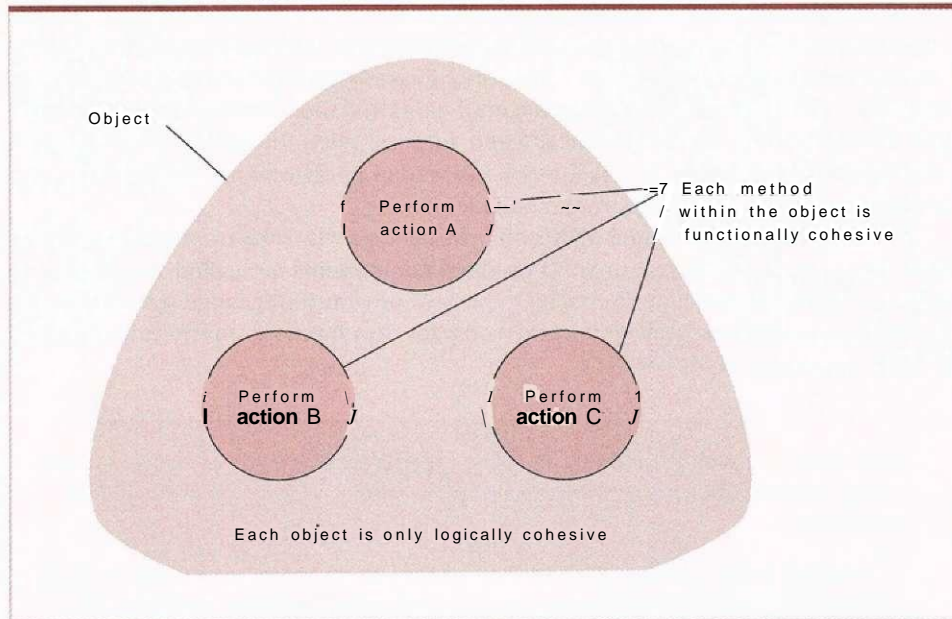 Object
Perform
action A
Each method
within the object is
functionally cohesive
Perform
action B
Perform
action C
Each object is only logically cohesive